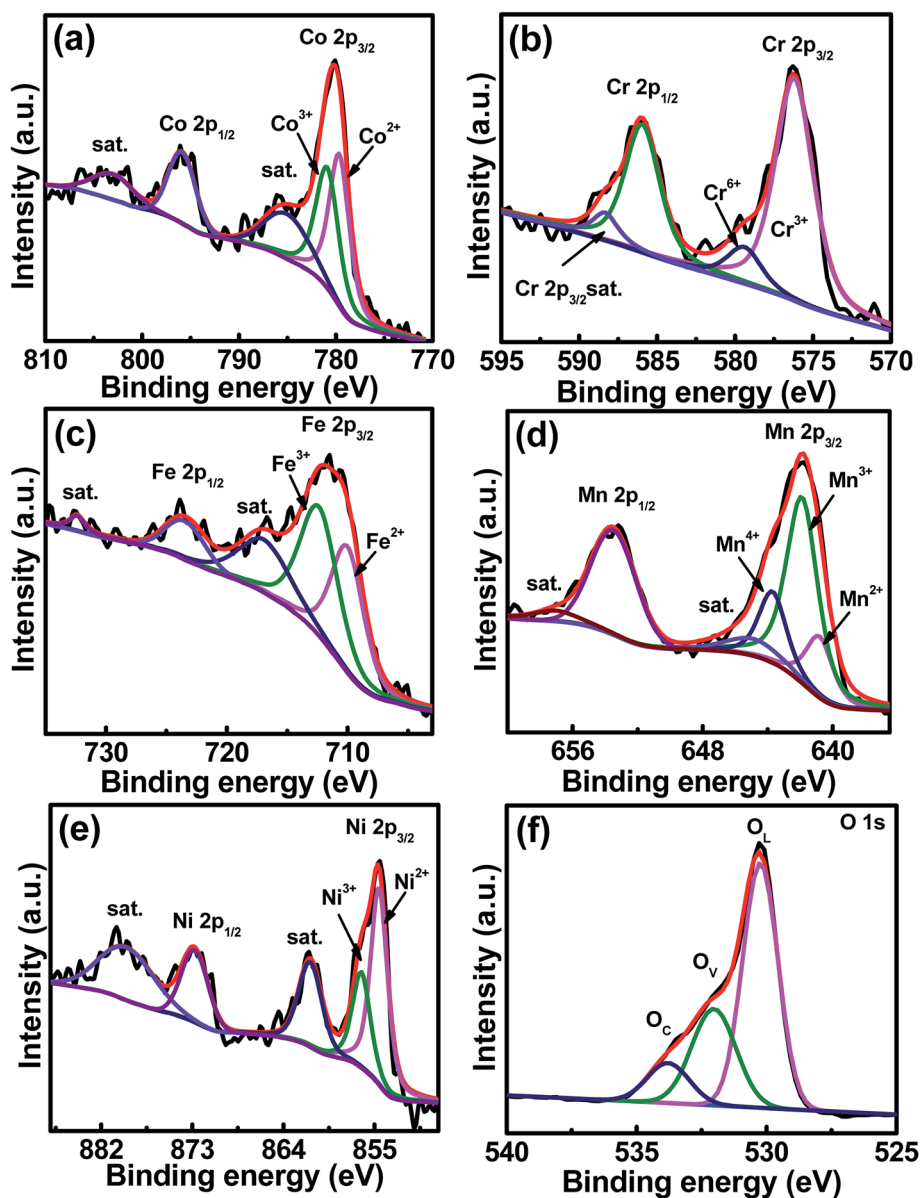 (a)
Co 2p3/2
Co 2p1/2
Co3+
Co2+
sat.
sat.
Intensity (a.u.)
810 800 790 780 770
Binding energy (eV)
(b)
Cr 2p3/2
Cr 2p1/2
Cr6+
Cr3+
Cr 2p3/2sat.
Intensity (a.u.)
595 590 585 580 575 570
Binding energy (eV)
(c)
Fe 2p3/2
Fe 2p1/2
Fe3+
sat.
sat.
Fe2+
Intensity (a.u.)
730 720 710
Binding energy (eV)
(d)
Mn 2p3/2
Mn 2p1/2
Mn3+
Mn4+
Mn2+
sat.
sat.
Intensity (a.u.)
656 648 640
Binding energy (eV)
(e)
Ni 2p3/2
Ni3+
Ni2+
sat.
Ni 2p1/2
sat.
Intensity (a.u.)
882 873 864 855
Binding energy (eV)
(f)
O 1s
OL
OV
OC
Intensity (a.u.)
540 535 530 525
Binding energy (eV)